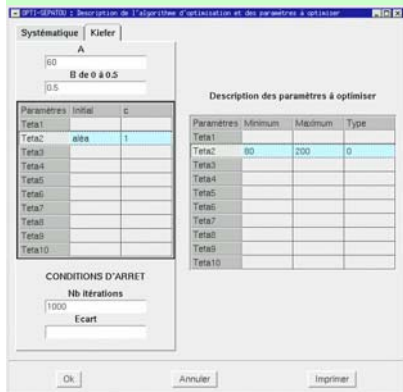 OPTI-SEPATOU : Description de l'algorithme d'optimisation et des paramètres à optimiser
Systématique Kiefer
A
60
B de 0 à 0.5
0.5
Paramètres Initial c
Teta1
Teta2 aléa 1
Teta3
Teta4
Teta5
Teta6
Teta7
Teta8
Teta9
Teta10
CONDITIONS D'ARRET
Nb itérations
1000
Ecart
Description des paramètres à optimiser
Paramètres Minimum Maximum Type
Teta1
Teta2 80 200 0
Teta3
Teta4
Teta5
Teta6
Teta7
Teta8
Teta9
Teta10
Ok Annuler Imprimer